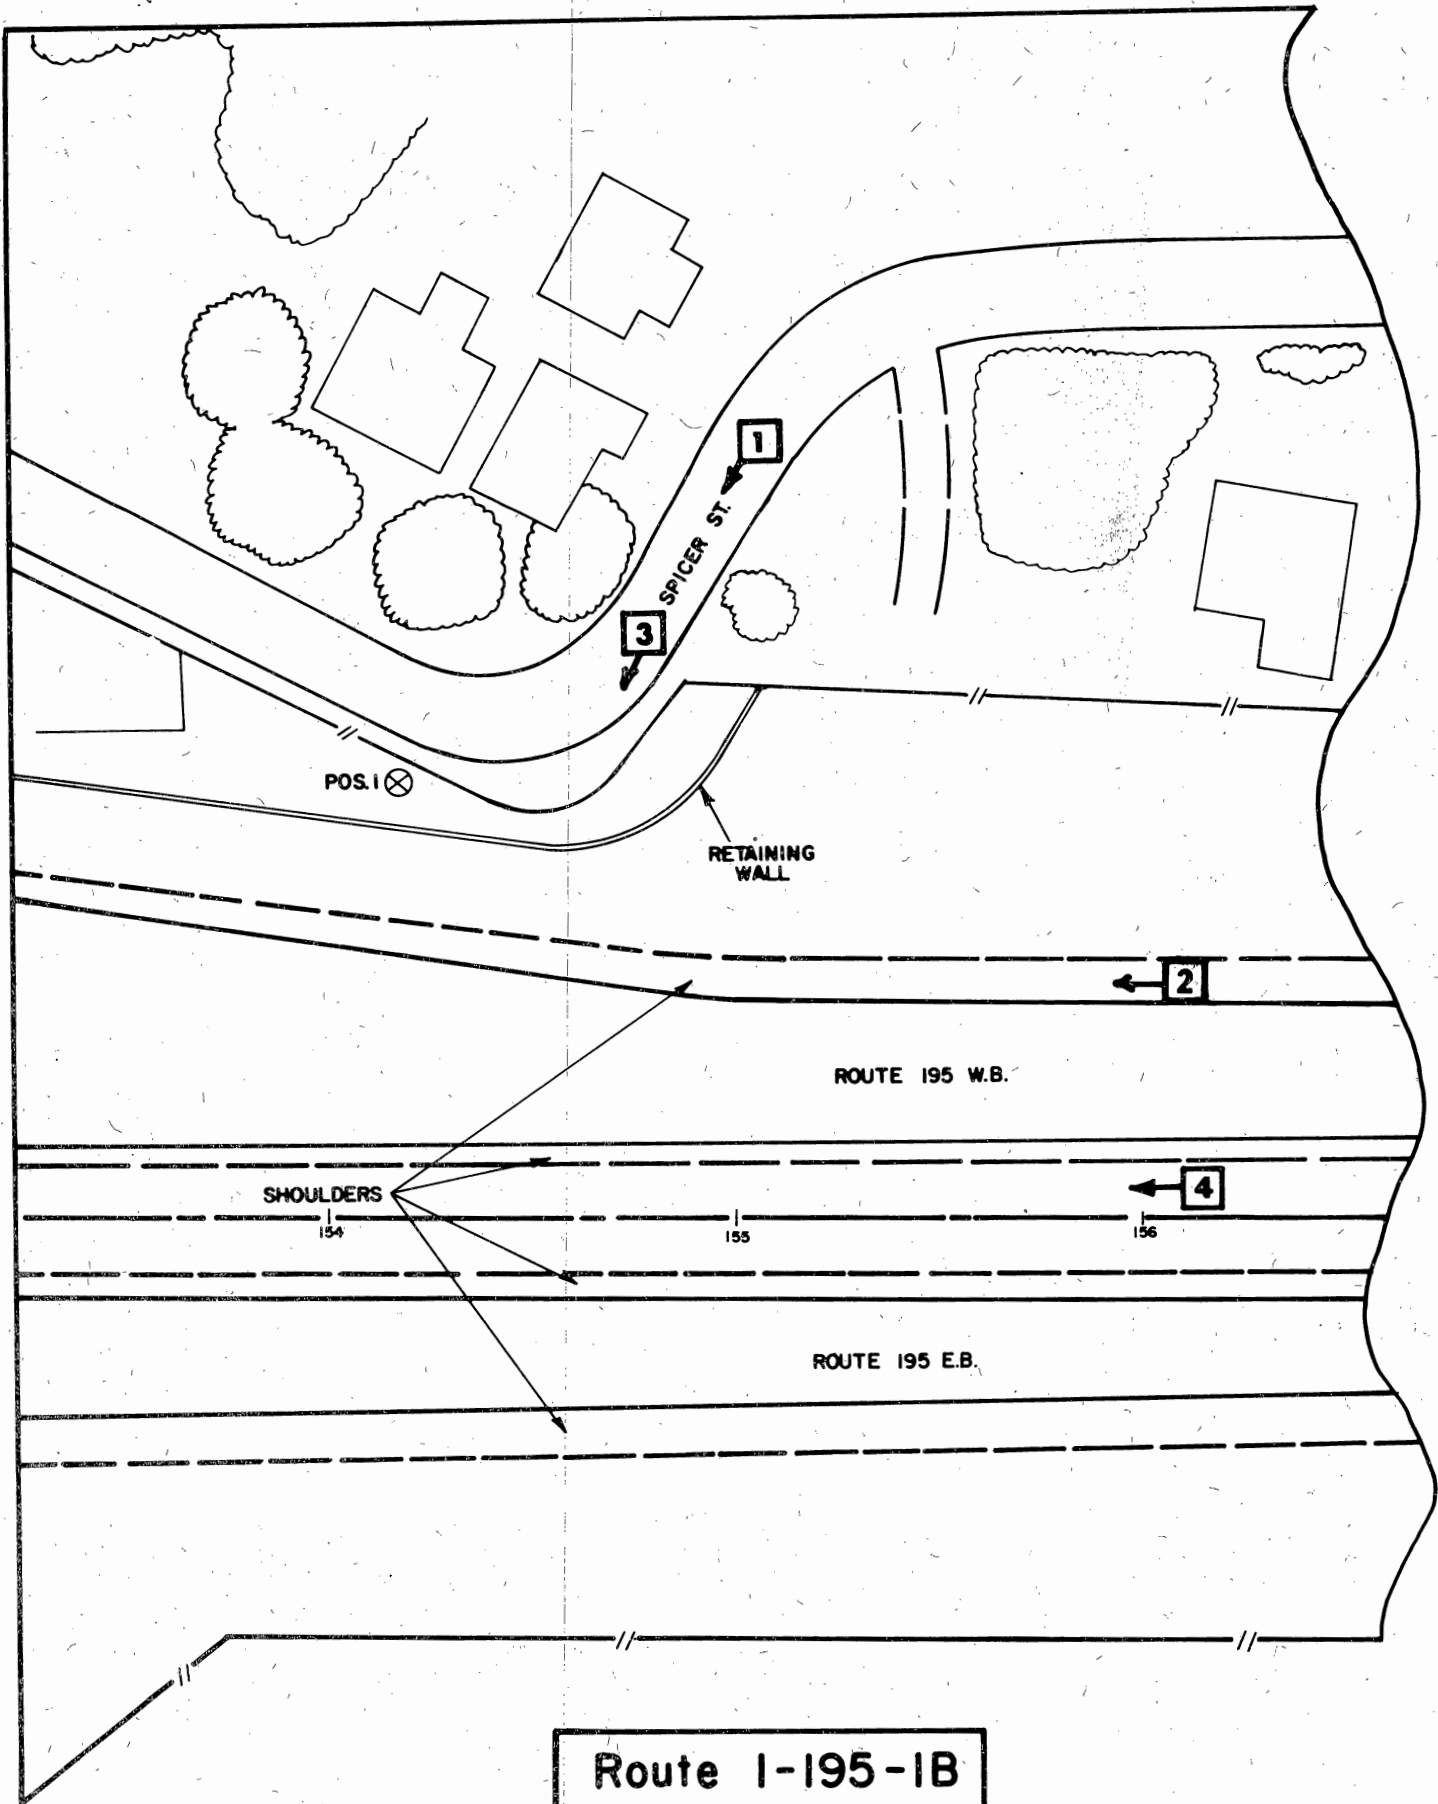 1
SPICER ST.
3
POS. 1
RETAINING
WALL
2
ROUTE 195 W.B.
4
SHOULDERS
154
155
156
ROUTE 195 E.B.
Route I-195-1B